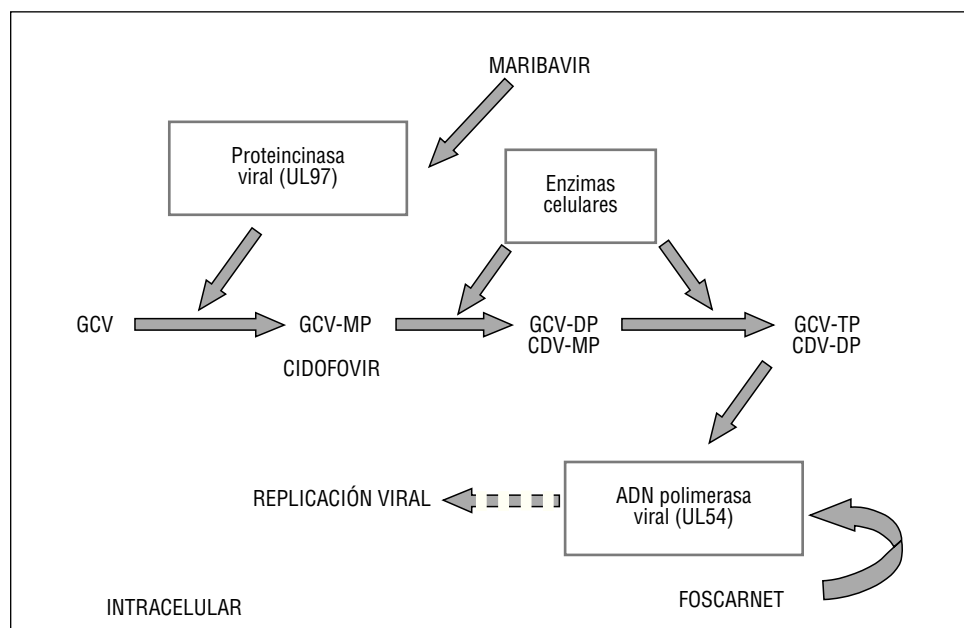 MARIBAVIR
Proteincinasa
viral (UL97)
Enzimas
celulares
GCV
GCV-MP
GCV-DP
GCV-TP
CIDOFOVIR
CDV-MP
CDV-DP
REPLICACIÓN VIRAL
ADN polimerasa
viral (UL54)
INTRACELULAR
FOSCARNET